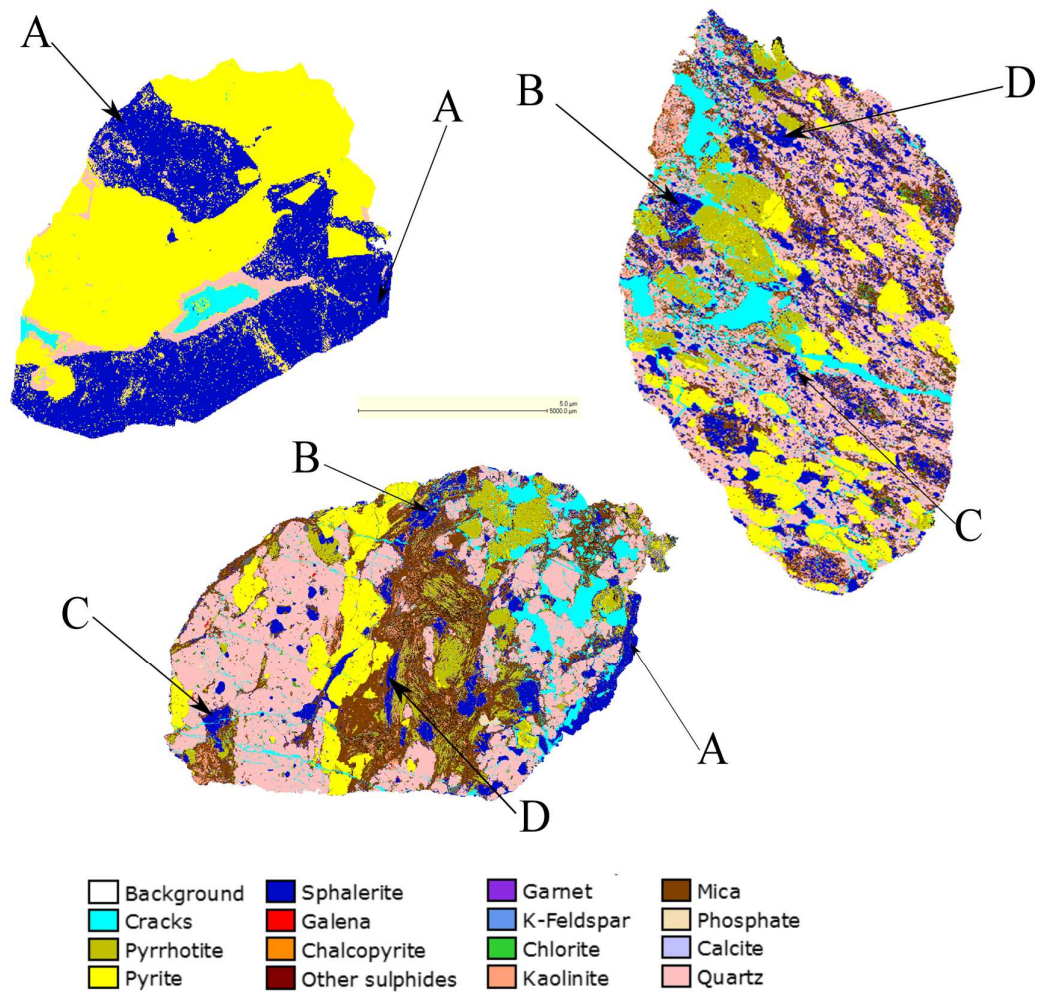 A
A
B
D
5.0 µm
5000.0 µm
B
C
C
A
D
Background
Sphalerite
Garnet
Mica
Cracks
Galena
K-Feldspar
Phosphate
Pyrrhotite
Chalcopyrite
Chlorite
Calcite
Pyrite
Other sulphides
Kaolinite
Quartz